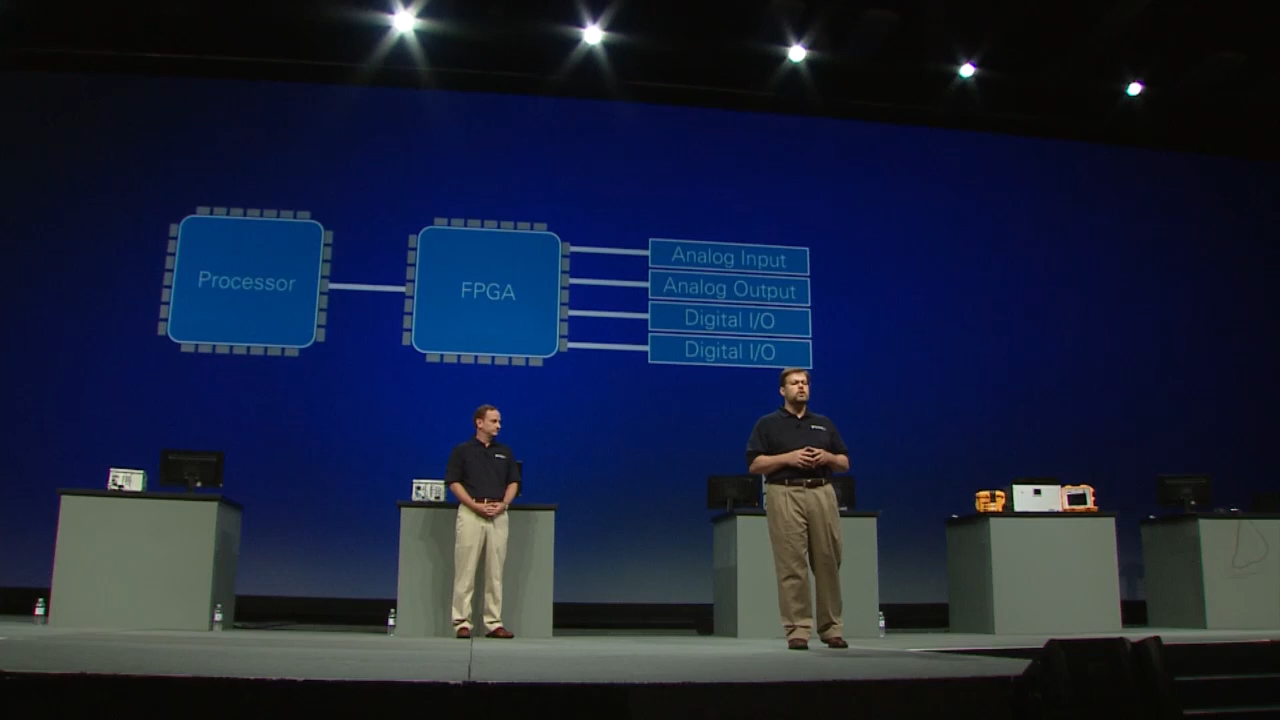 Processor
FPGA
Analog Input
Analog Output
Digital I/O
Digital I/O